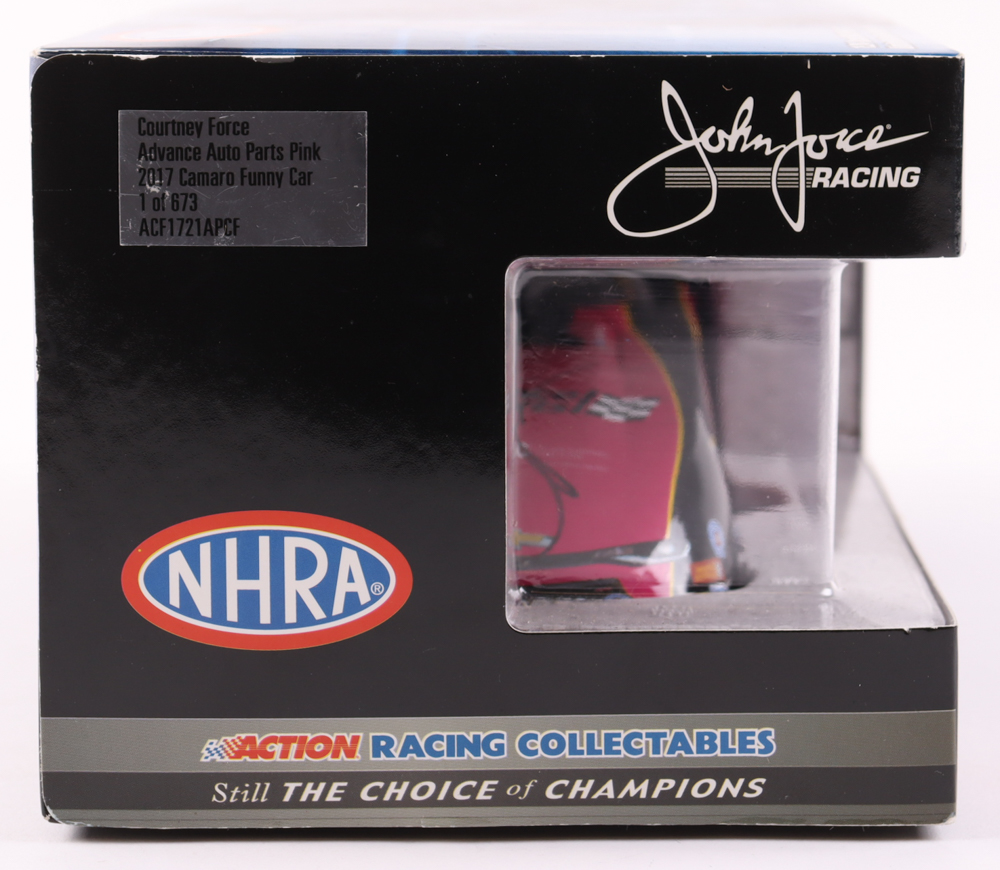 Courtney Force
Advance Auto Parts Pink
2017 Camaro Funny Car
1 of 673
ACF1721APCF
John Force
RACING
NHRA®
ACTION RACING COLLECTABLES
Still THE CHOICE of CHAMPIONS